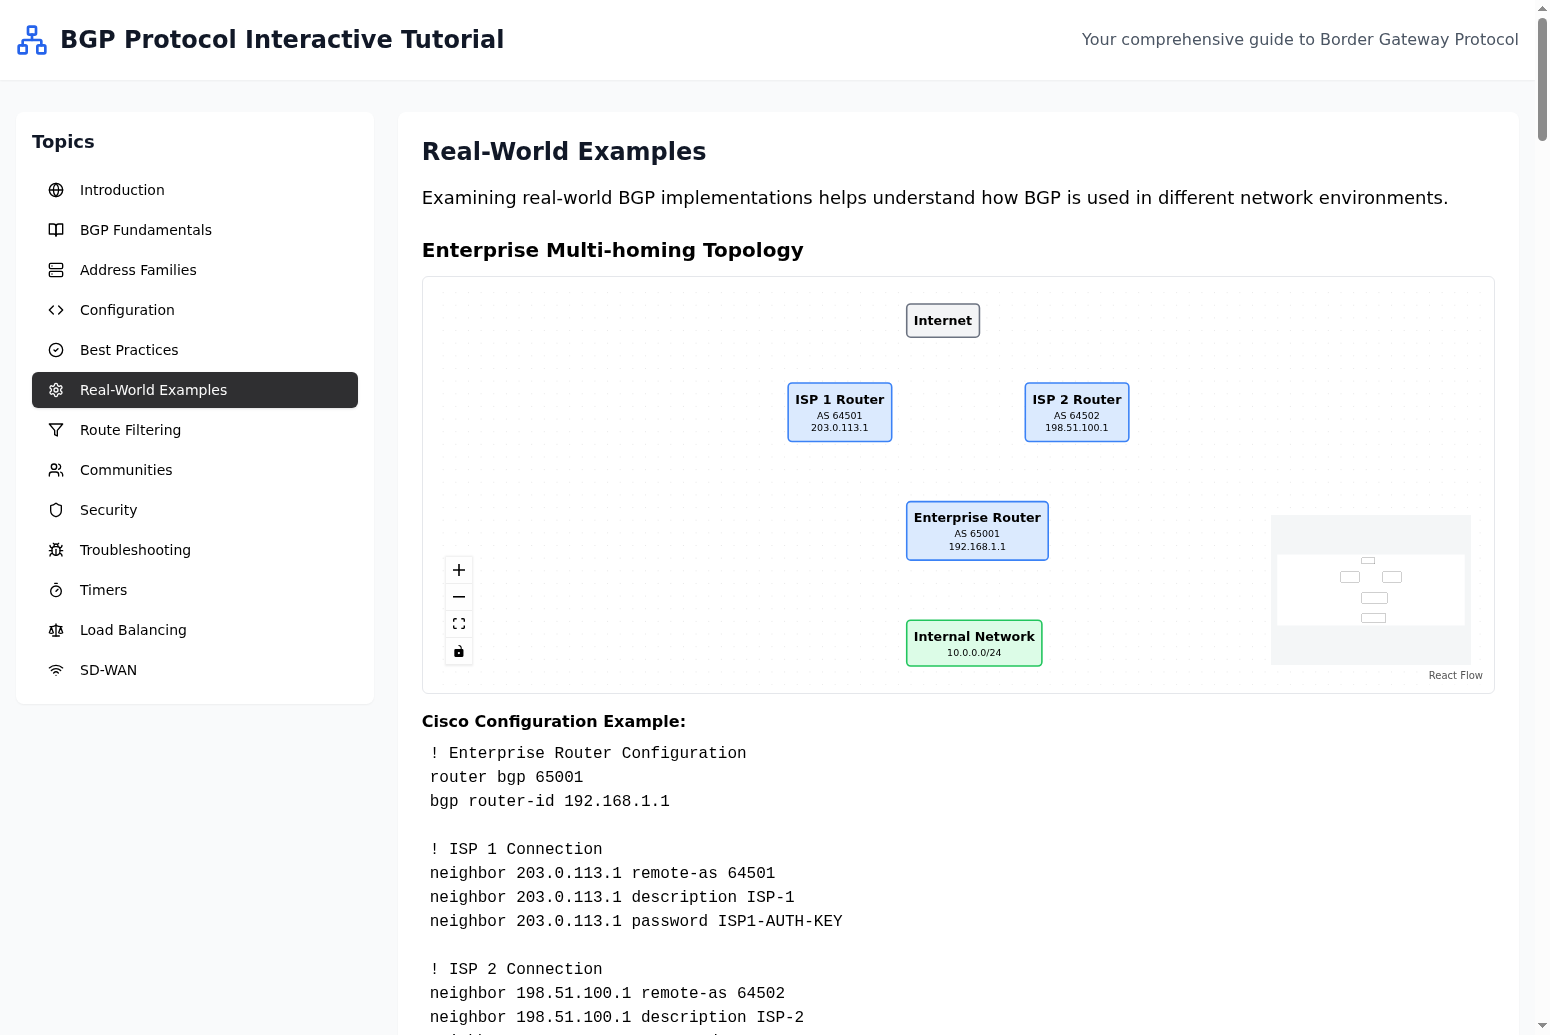 BGP Protocol Interactive Tutorial
Your comprehensive guide to Border Gateway Protocol
Topics
Introduction
BGP Fundamentals
Address Families
Configuration
Best Practices
Real-World Examples
Route Filtering
Communities
Security
Troubleshooting
Timers
Load Balancing
SD-WAN
Real-World Examples
Examining real-world BGP implementations helps understand how BGP is used in different network environments.
Enterprise Multi-homing Topology
Internet
ISP 1 Router
AS 64501
203.0.113.1
ISP 2 Router
AS 64502
198.51.100.1
Enterprise Router
AS 65001
192.168.1.1
Internal Network
10.0.0.0/24
React Flow
Cisco Configuration Example:
! Enterprise Router Configuration
router bgp 65001
bgp router-id 192.168.1.1
! ISP 1 Connection
neighbor 203.0.113.1 remote-as 64501
neighbor 203.0.113.1 description ISP-1
neighbor 203.0.113.1 password ISP1-AUTH-KEY
! ISP 2 Connection
neighbor 198.51.100.1 remote-as 64502
neighbor 198.51.100.1 description ISP-2